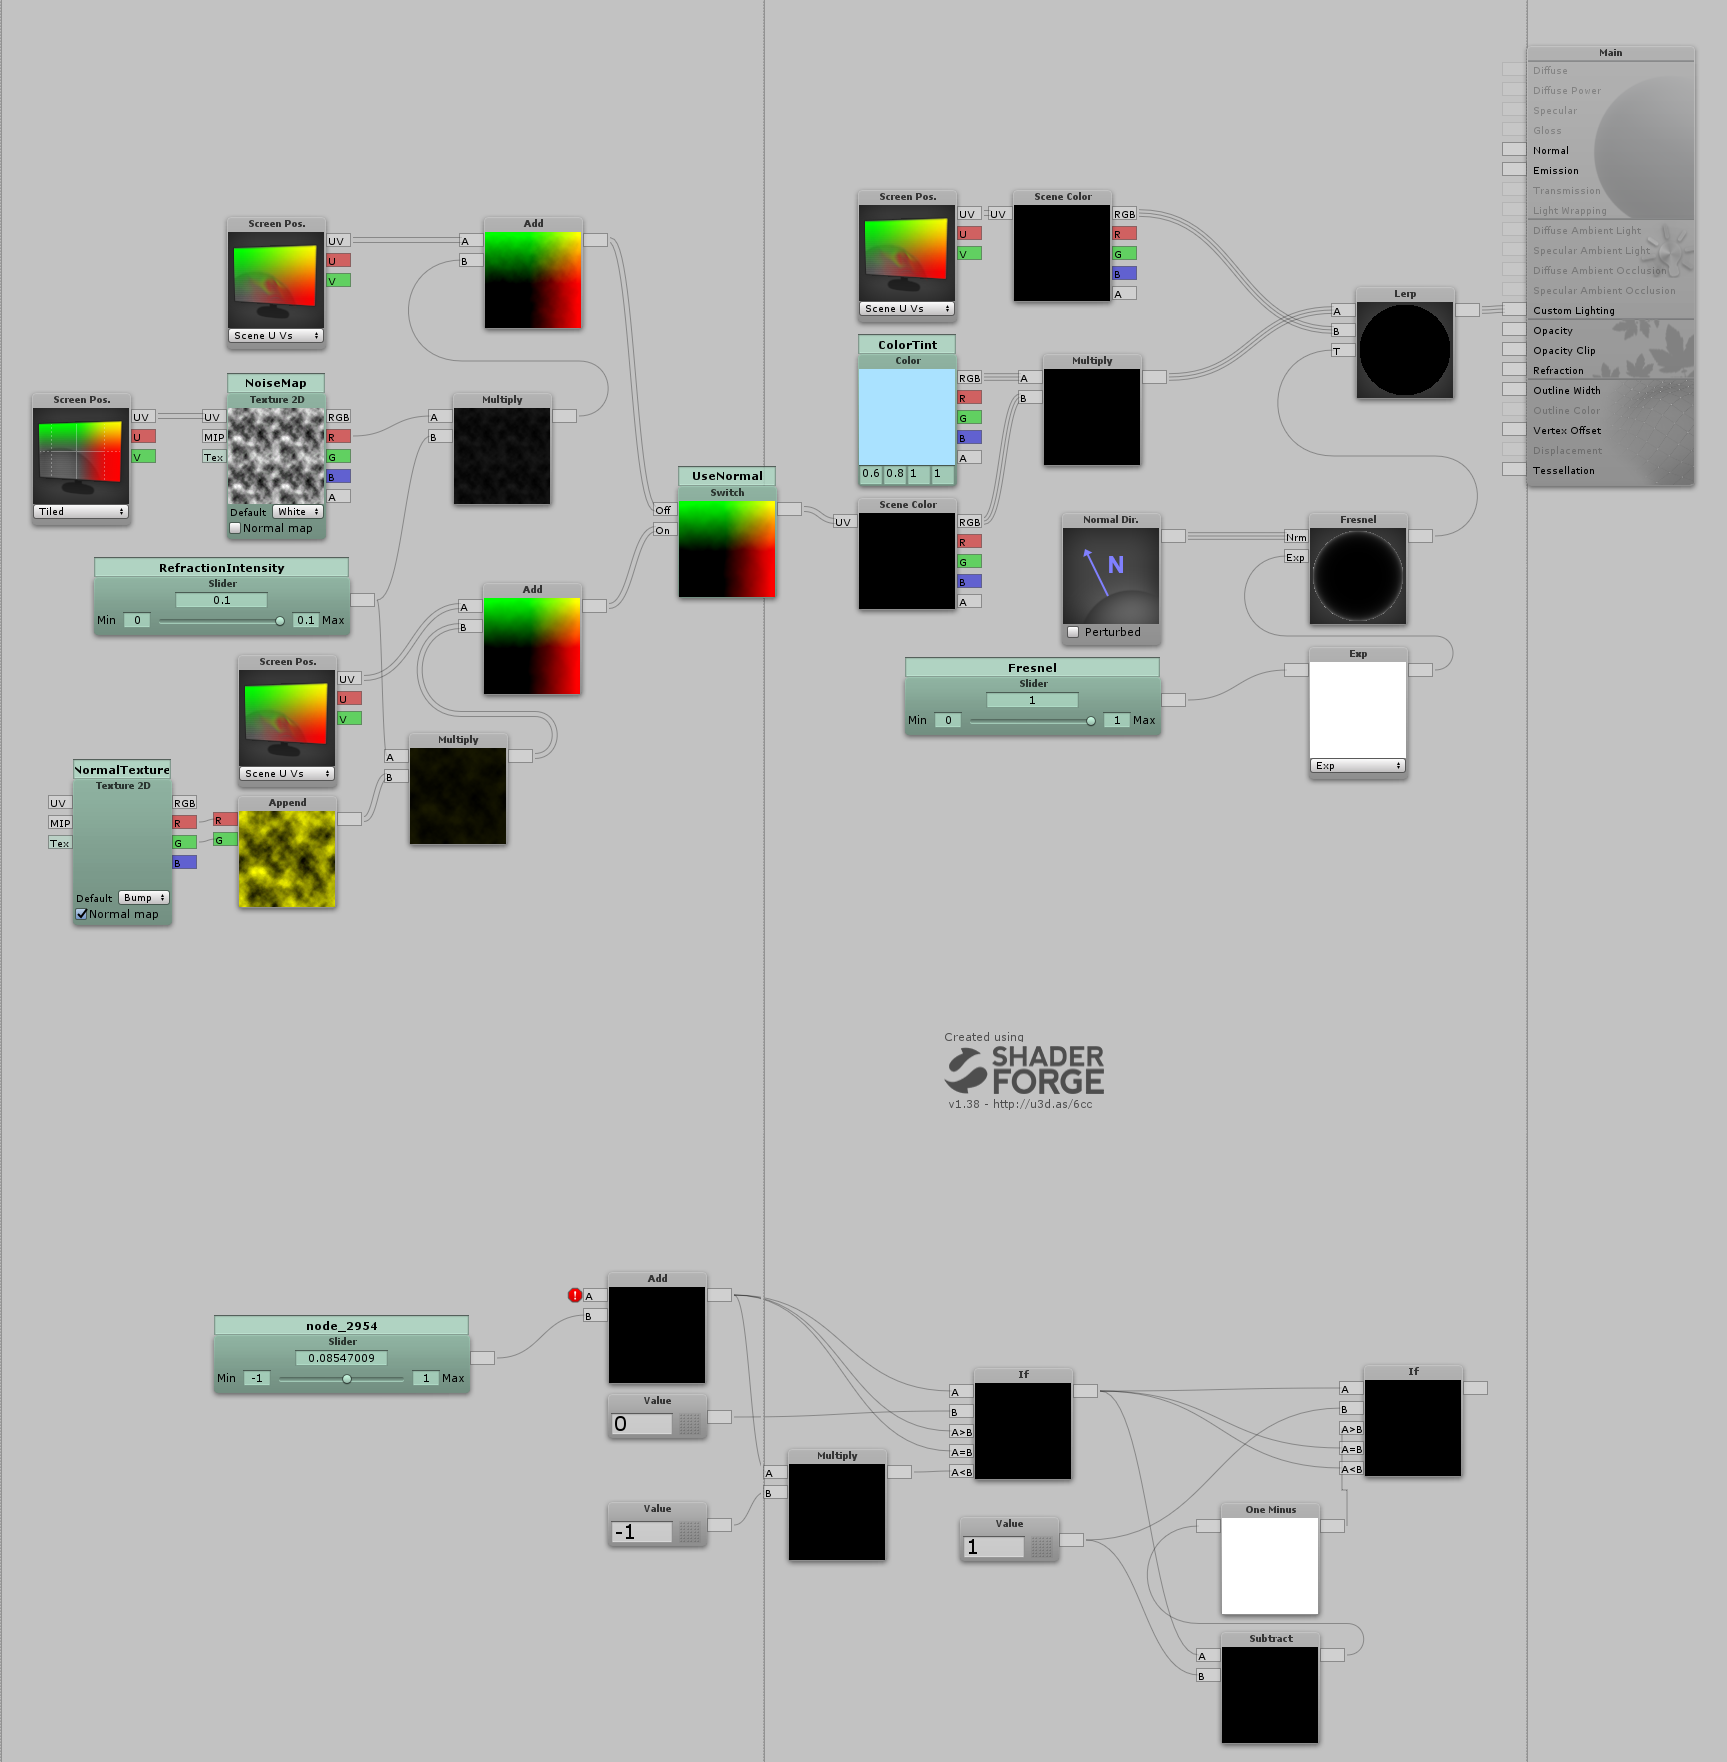 Main
Diffuse
Diffuse Power
Specular
Gloss
Normal
Emission
Transmission
Light Wrapping
Diffuse Ambient Light
Specular Ambient Light
Diffuse Ambient Occlusion
Specular Ambient Occlusion
Custom Lighting
Opacity
Opacity Clip
Refraction
Outline Width
Outline Color
Vertex Offset
Displacement
Tessellation
Screen Pos.
UV
U
V
Scene U Vs
Add
A
B
Screen Pos.
UV
U
V
Tiled
NoiseMap
Texture 2D
UV
MIP
Tex
RGB
R
G
B
A
Default White
Normal map
Multiply
A
B
RefractionIntensity
Slider
0.1
Min 0 0.1 Max
UseNormal
Switch
Off
On
Add
A
B
Screen Pos.
UV
U
V
Scene U Vs
Multiply
A
B
NormalTexture
Texture 2D
UV
MIP
Tex
RGB
R
G
B
Default Bump
Normal map
Append
R
G
Screen Pos.
UV
U
V
Scene U Vs
Scene Color
UV
RGB
R
G
B
A
ColorTint
Color
RGB
R
G
B
A
0.6 0.8 1 1
Multiply
A
B
Scene Color
UV
RGB
R
G
B
A
Lerp
A
B
T
Normal Dir.
N
Perturbed
Fresnel
Nrm
Exp
Fresnel
Slider
1
Min 0 1 Max
Exp
Exp
Created using
SHADER
FORGE
v1.38 - http://u3d.as/6cc
node_2954
Slider
0.08547009
Min -1 1 Max
Add
! A
B
Value
0
Value
-1
Multiply
A
B
If
A
B
A>B
A=B
A<B
Value
1
If
A
B
A>B
A=B
A<B
One Minus
Subtract
A
B